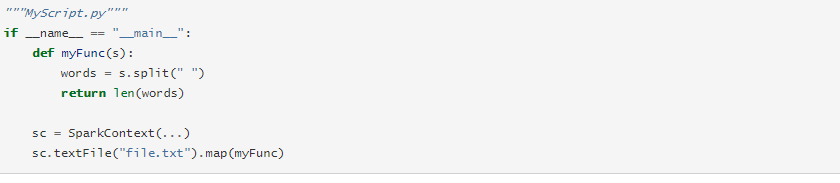 """MyScript.py"""
if __name__ == "__main__":
    def myFunc(s):
        words = s.split(" ")
        return len(words)

    sc = SparkContext(...)
    sc.textFile("file.txt").map(myFunc)